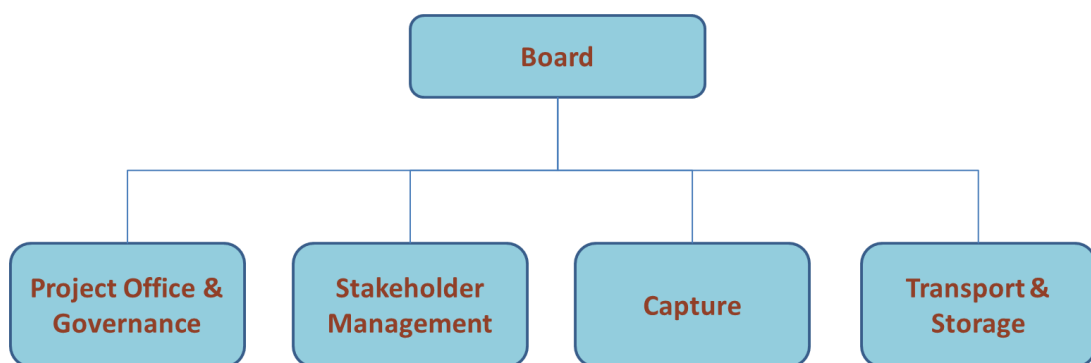 Board
Project Office &
Governance
Stakeholder
Management
Capture
Transport &
Storage